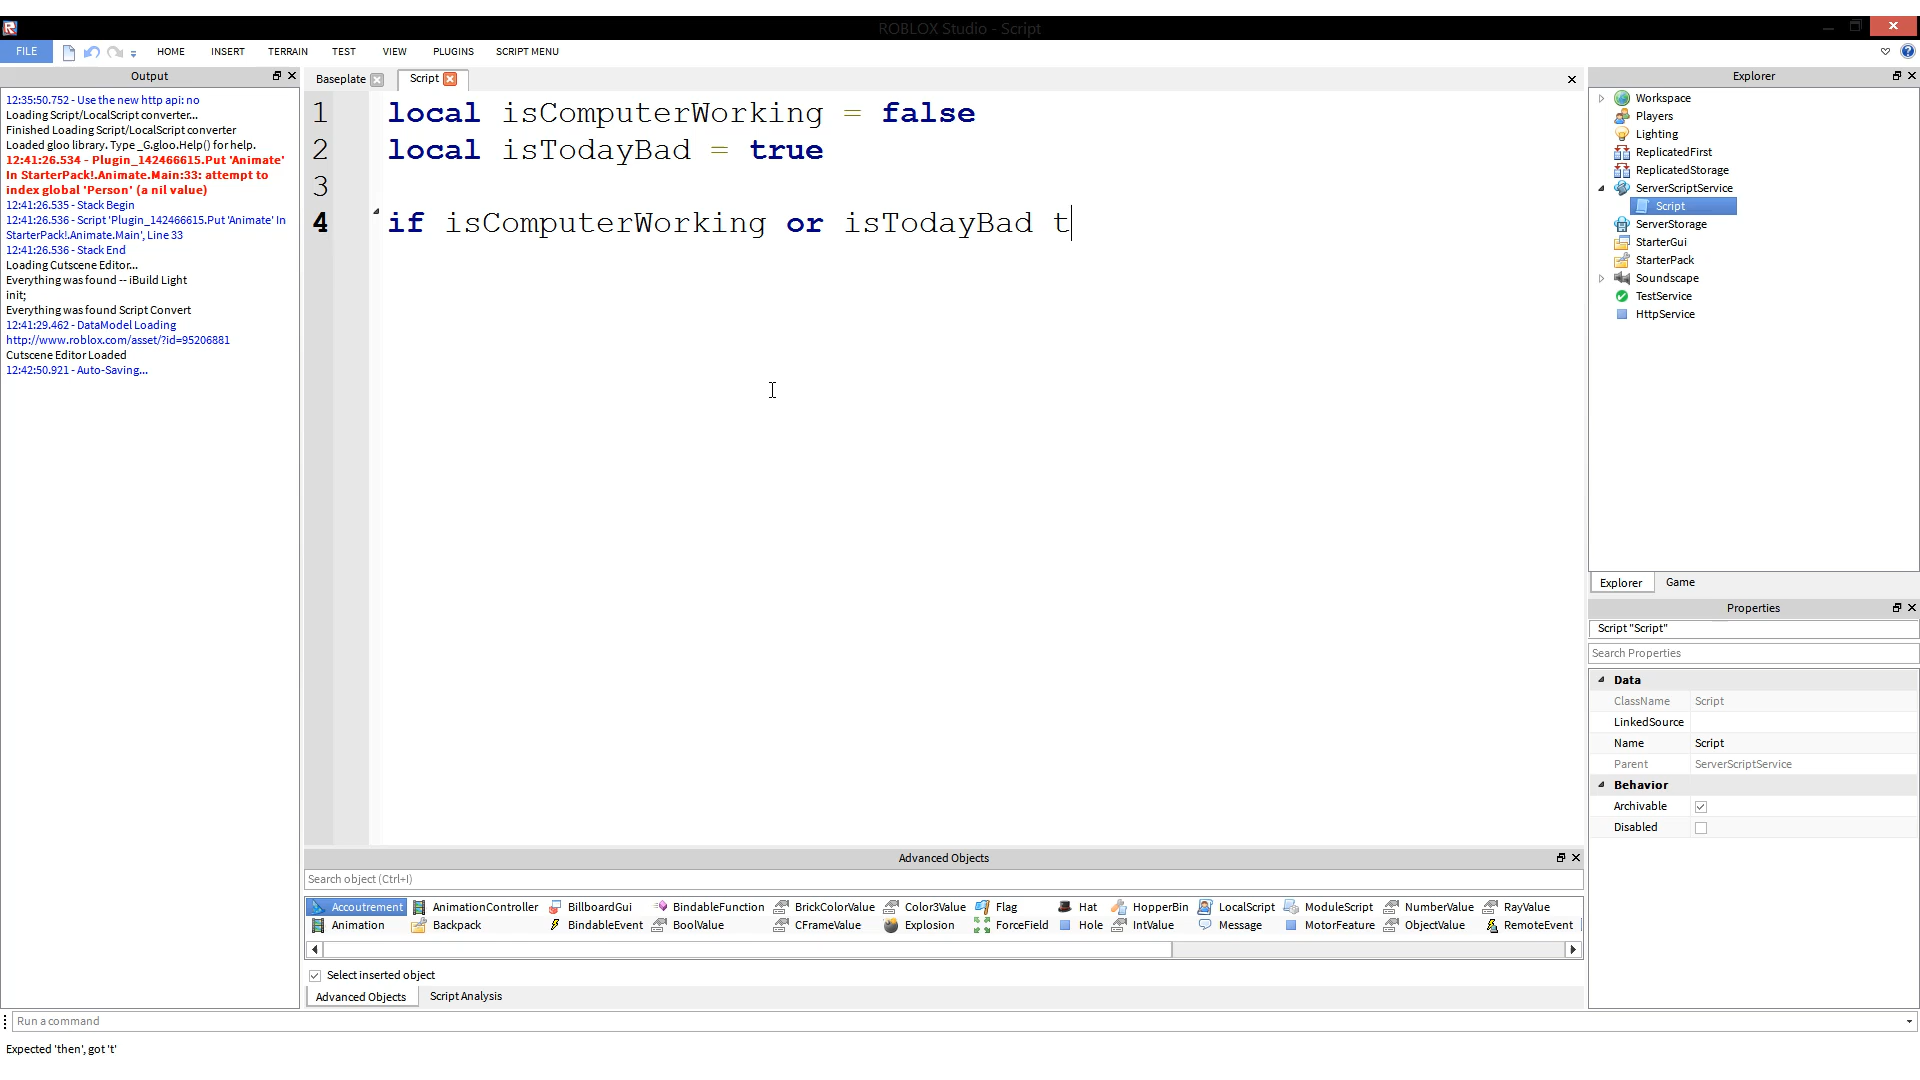 ROBLOX Studio - Script
FILE HOME INSERT TERRAIN TEST VIEW PLUGINS SCRIPT MENU
Output
12:35:50.752 - Use the new http api: no
Loading Script/LocalScript converter...
Finished Loading Script/LocalScript converter
Loaded gloo library. Type _G.gloo.Help() for help.
12:41:26.534 - Plugin_142466615.Put 'Animate'
In StarterPack!.Animate.Main:33: attempt to
index global 'Person' (a nil value)
12:41:26.535 - Stack Begin
12:41:26.536 - Script 'Plugin_142466615.Put 'Animate' In
StarterPack!.Animate.Main', Line 33
12:41:26.536 - Stack End
Loading Cutscene Editor...
Everything was found -- iBuild Light
init;
Everything was found Script Convert
12:41:29.462 - DataModel Loading
http://www.roblox.com/asset/?id=95206881
Cutscene Editor Loaded
12:42:50.921 - Auto-Saving...
Baseplate Script
1 local isComputerWorking = false
2 local isTodayBad = true
3
4 if isComputerWorking or isTodayBad t
Explorer
Workspace
Players
Lighting
ReplicatedFirst
ReplicatedStorage
ServerScriptService
Script
ServerStorage
StarterGui
StarterPack
Soundscape
TestService
HttpService
Explorer Game
Properties
Script "Script"
Search Properties
Data
ClassName Script
LinkedSource
Name Script
Parent ServerScriptService
Behavior
Archivable
Disabled
Advanced Objects
Search object (Ctrl+I)
Accoutrement AnimationController BillboardGui BindableFunction BrickColorValue Color3Value Flag Hat HopperBin LocalScript ModuleScript NumberValue RayValue
Animation Backpack BindableEvent BoolValue CFrameValue Explosion ForceField Hole IntValue Message MotorFeature ObjectValue RemoteEvent
Select inserted object
Advanced Objects Script Analysis
Run a command
Expected 'then', got 't'